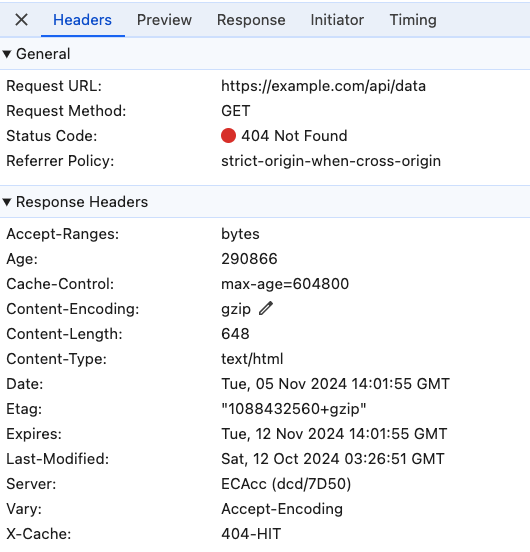 Headers Preview Response Initiator Timing
General
Request URL: https://example.com/api/data
Request Method: GET
Status Code: 404 Not Found
Referrer Policy: strict-origin-when-cross-origin
Response Headers
Accept-Ranges: bytes
Age: 290866
Cache-Control: max-age=604800
Content-Encoding: gzip
Content-Length: 648
Content-Type: text/html
Date: Tue, 05 Nov 2024 14:01:55 GMT
Etag: "1088432560+gzip"
Expires: Tue, 12 Nov 2024 14:01:55 GMT
Last-Modified: Sat, 12 Oct 2024 03:26:51 GMT
Server: ECAcc (dcd/7D50)
Vary: Accept-Encoding
X-Cache: 404-HIT